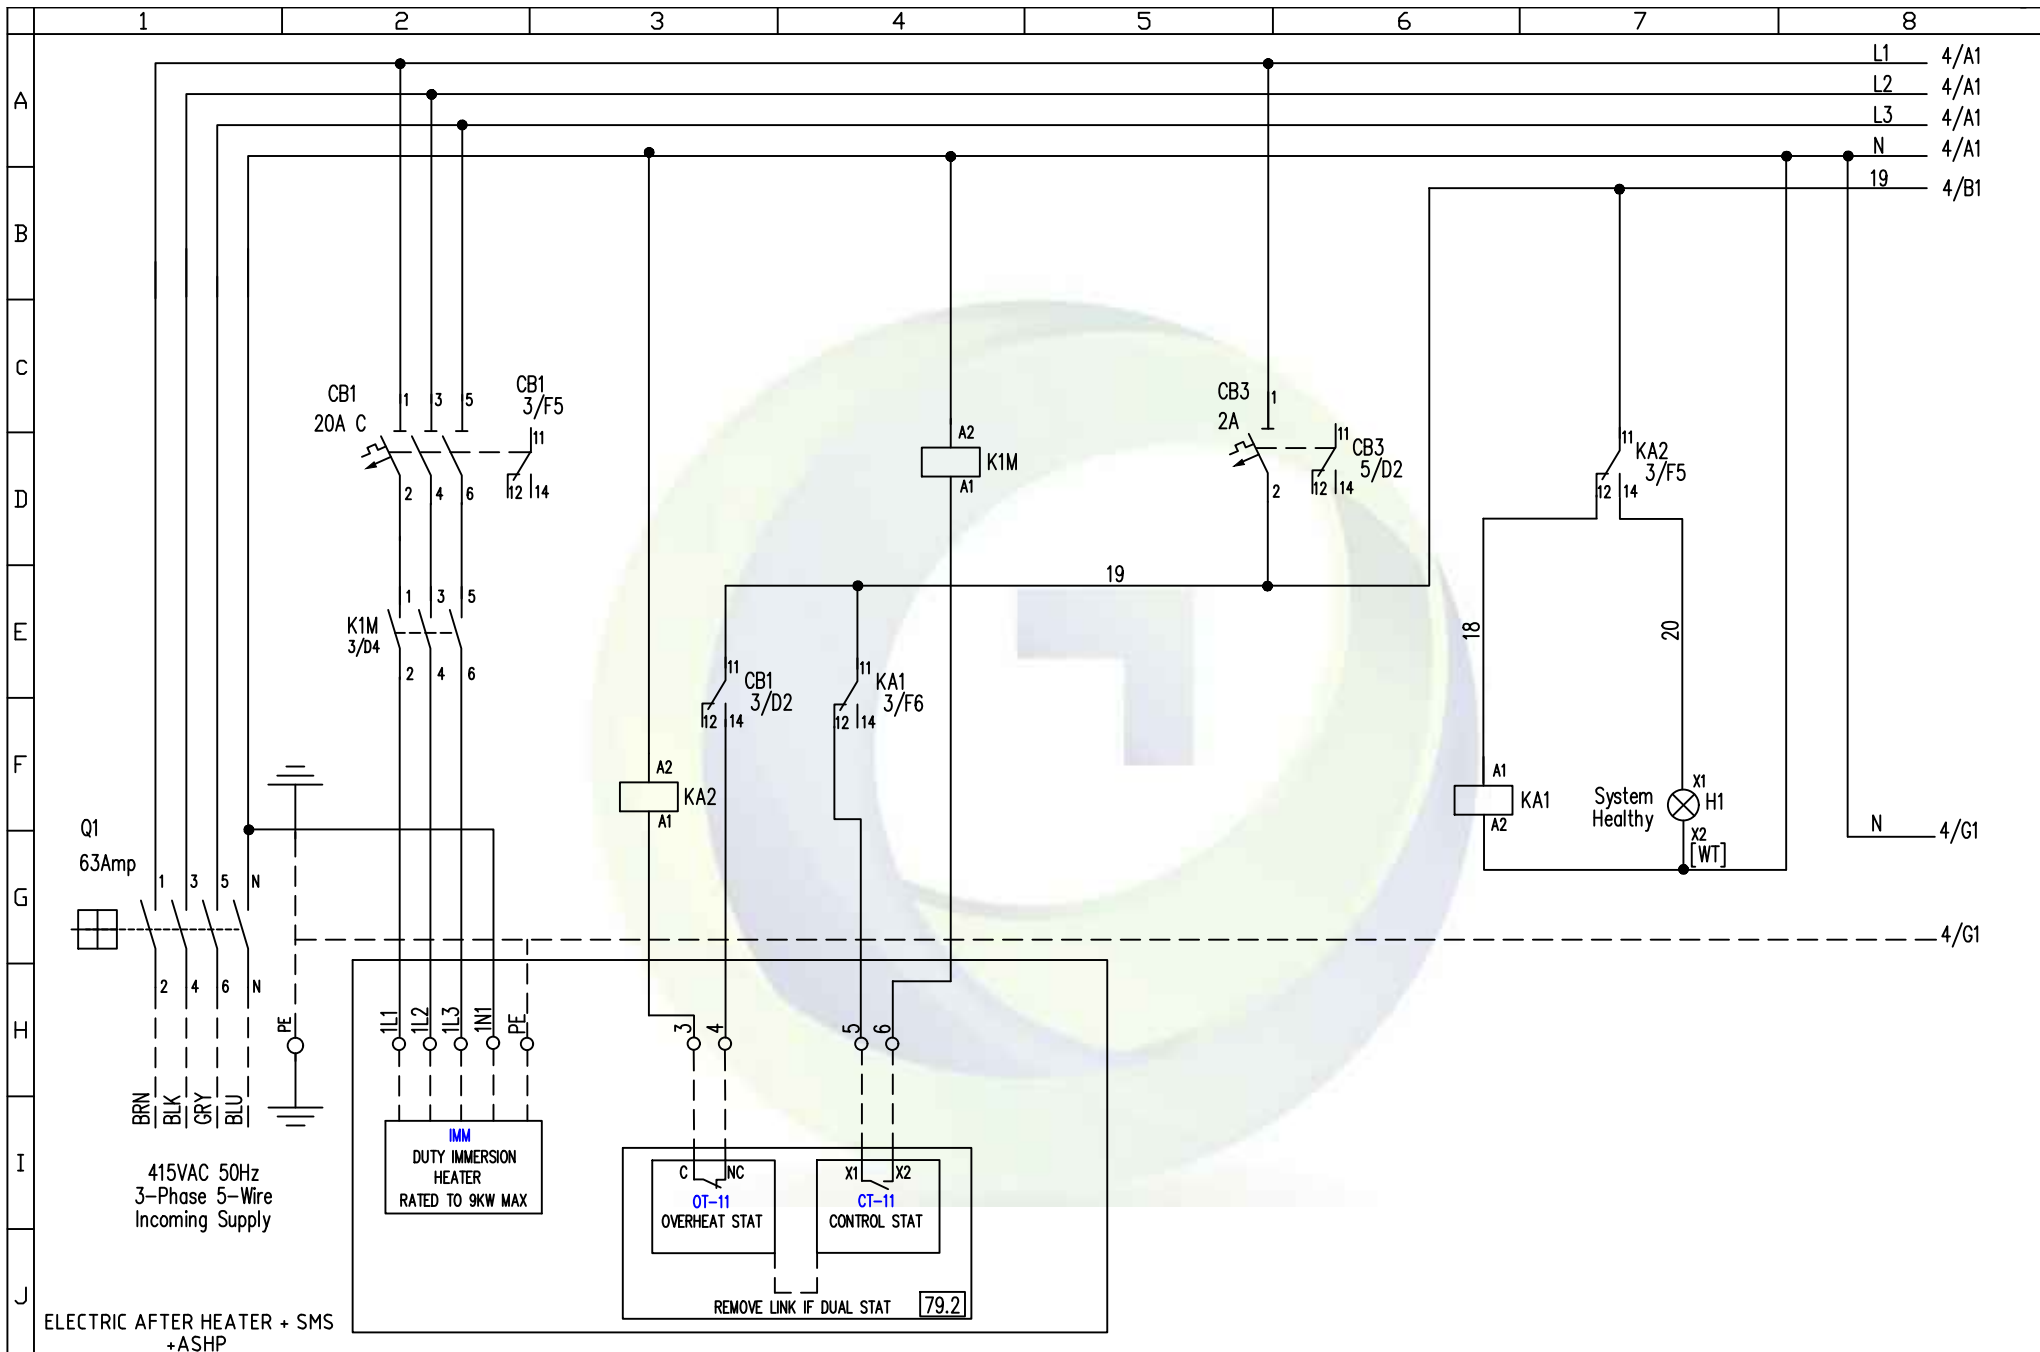 1 2 3 4 5 6 7 8
A
B
C
D
E
F
G
H
I
J
L1 4/A1
L2 4/A1
L3 4/A1
N 4/A1
19 4/B1
CB1
20A C
1 3 5
2 4 6
CB1
3/F5
11
12 14
K1M
3/D4
1 3 5
2 4 6
A2
K1M
A1
CB3
2A
1
2
11
CB3
5/D2
12 14
11
KA2
3/F5
12 14
19
18
20
11
CB1
3/D2
12 14
11
KA1
3/F6
12 14
A2
KA2
A1
A1
KA1
A2
System
Healthy
X1
H1
X2
[WT]
N 4/G1
4/G1
Q1
63Amp
1 3 5 N
2 4 6 N
PE
BRN
BLK
GRY
BLU
415VAC 50Hz
3-Phase 5-Wire
Incoming Supply
1L1
1L2
1L3
1N1
PE
3
4
5
6
IMM
DUTY IMMERSION
HEATER
RATED TO 9KW MAX
C NC
OT-11
OVERHEAT STAT
X1 X2
CT-11
CONTROL STAT
REMOVE LINK IF DUAL STAT
79.2
ELECTRIC AFTER HEATER + SMS
+ASHP